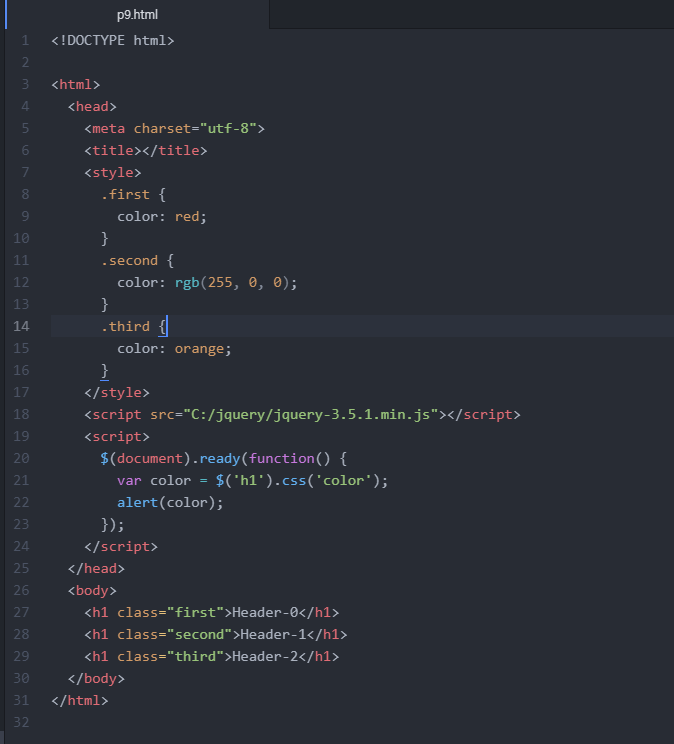 p9.html
1 <!DOCTYPE html>
2
3 <html>
4   <head>
5     <meta charset="utf-8">
6     <title></title>
7     <style>
8       .first {
9         color: red;
10       }
11       .second {
12         color: rgb(255, 0, 0);
13       }
14       .third {
15         color: orange;
16       }
17     </style>
18     <script src="C:/jquery/jquery-3.5.1.min.js"></script>
19     <script>
20       $(document).ready(function() {
21         var color = $('h1').css('color');
22         alert(color);
23       });
24     </script>
25   </head>
26   <body>
27     <h1 class="first">Header-0</h1>
28     <h1 class="second">Header-1</h1>
29     <h1 class="third">Header-2</h1>
30   </body>
31 </html>
32